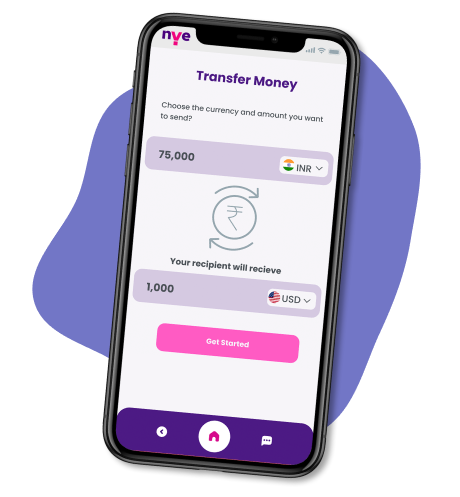 nye
Transfer Money
Choose the currency and amount you want
to send?
75,000
INR
₹
Your recipient will recieve
1,000
USD
Get Started